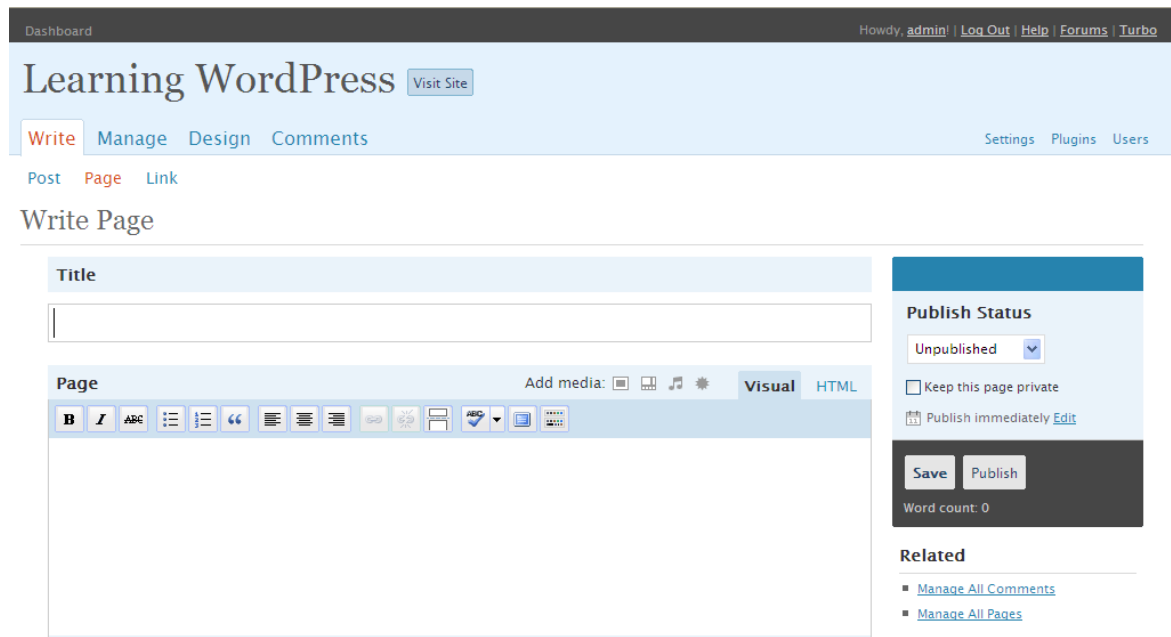 Dashboard Howdy, admin! | Log Out | Help | Forums | Turbo
Learning WordPress Visit Site
Write Manage Design Comments Settings Plugins Users
Post Page Link
Write Page
Title
Publish Status
Unpublished
Page Add media: Visual HTML
Keep this page private
B I ABC ABC
Publish immediately Edit
Save Publish
Word count: 0
Related
Manage All Comments
Manage All Pages